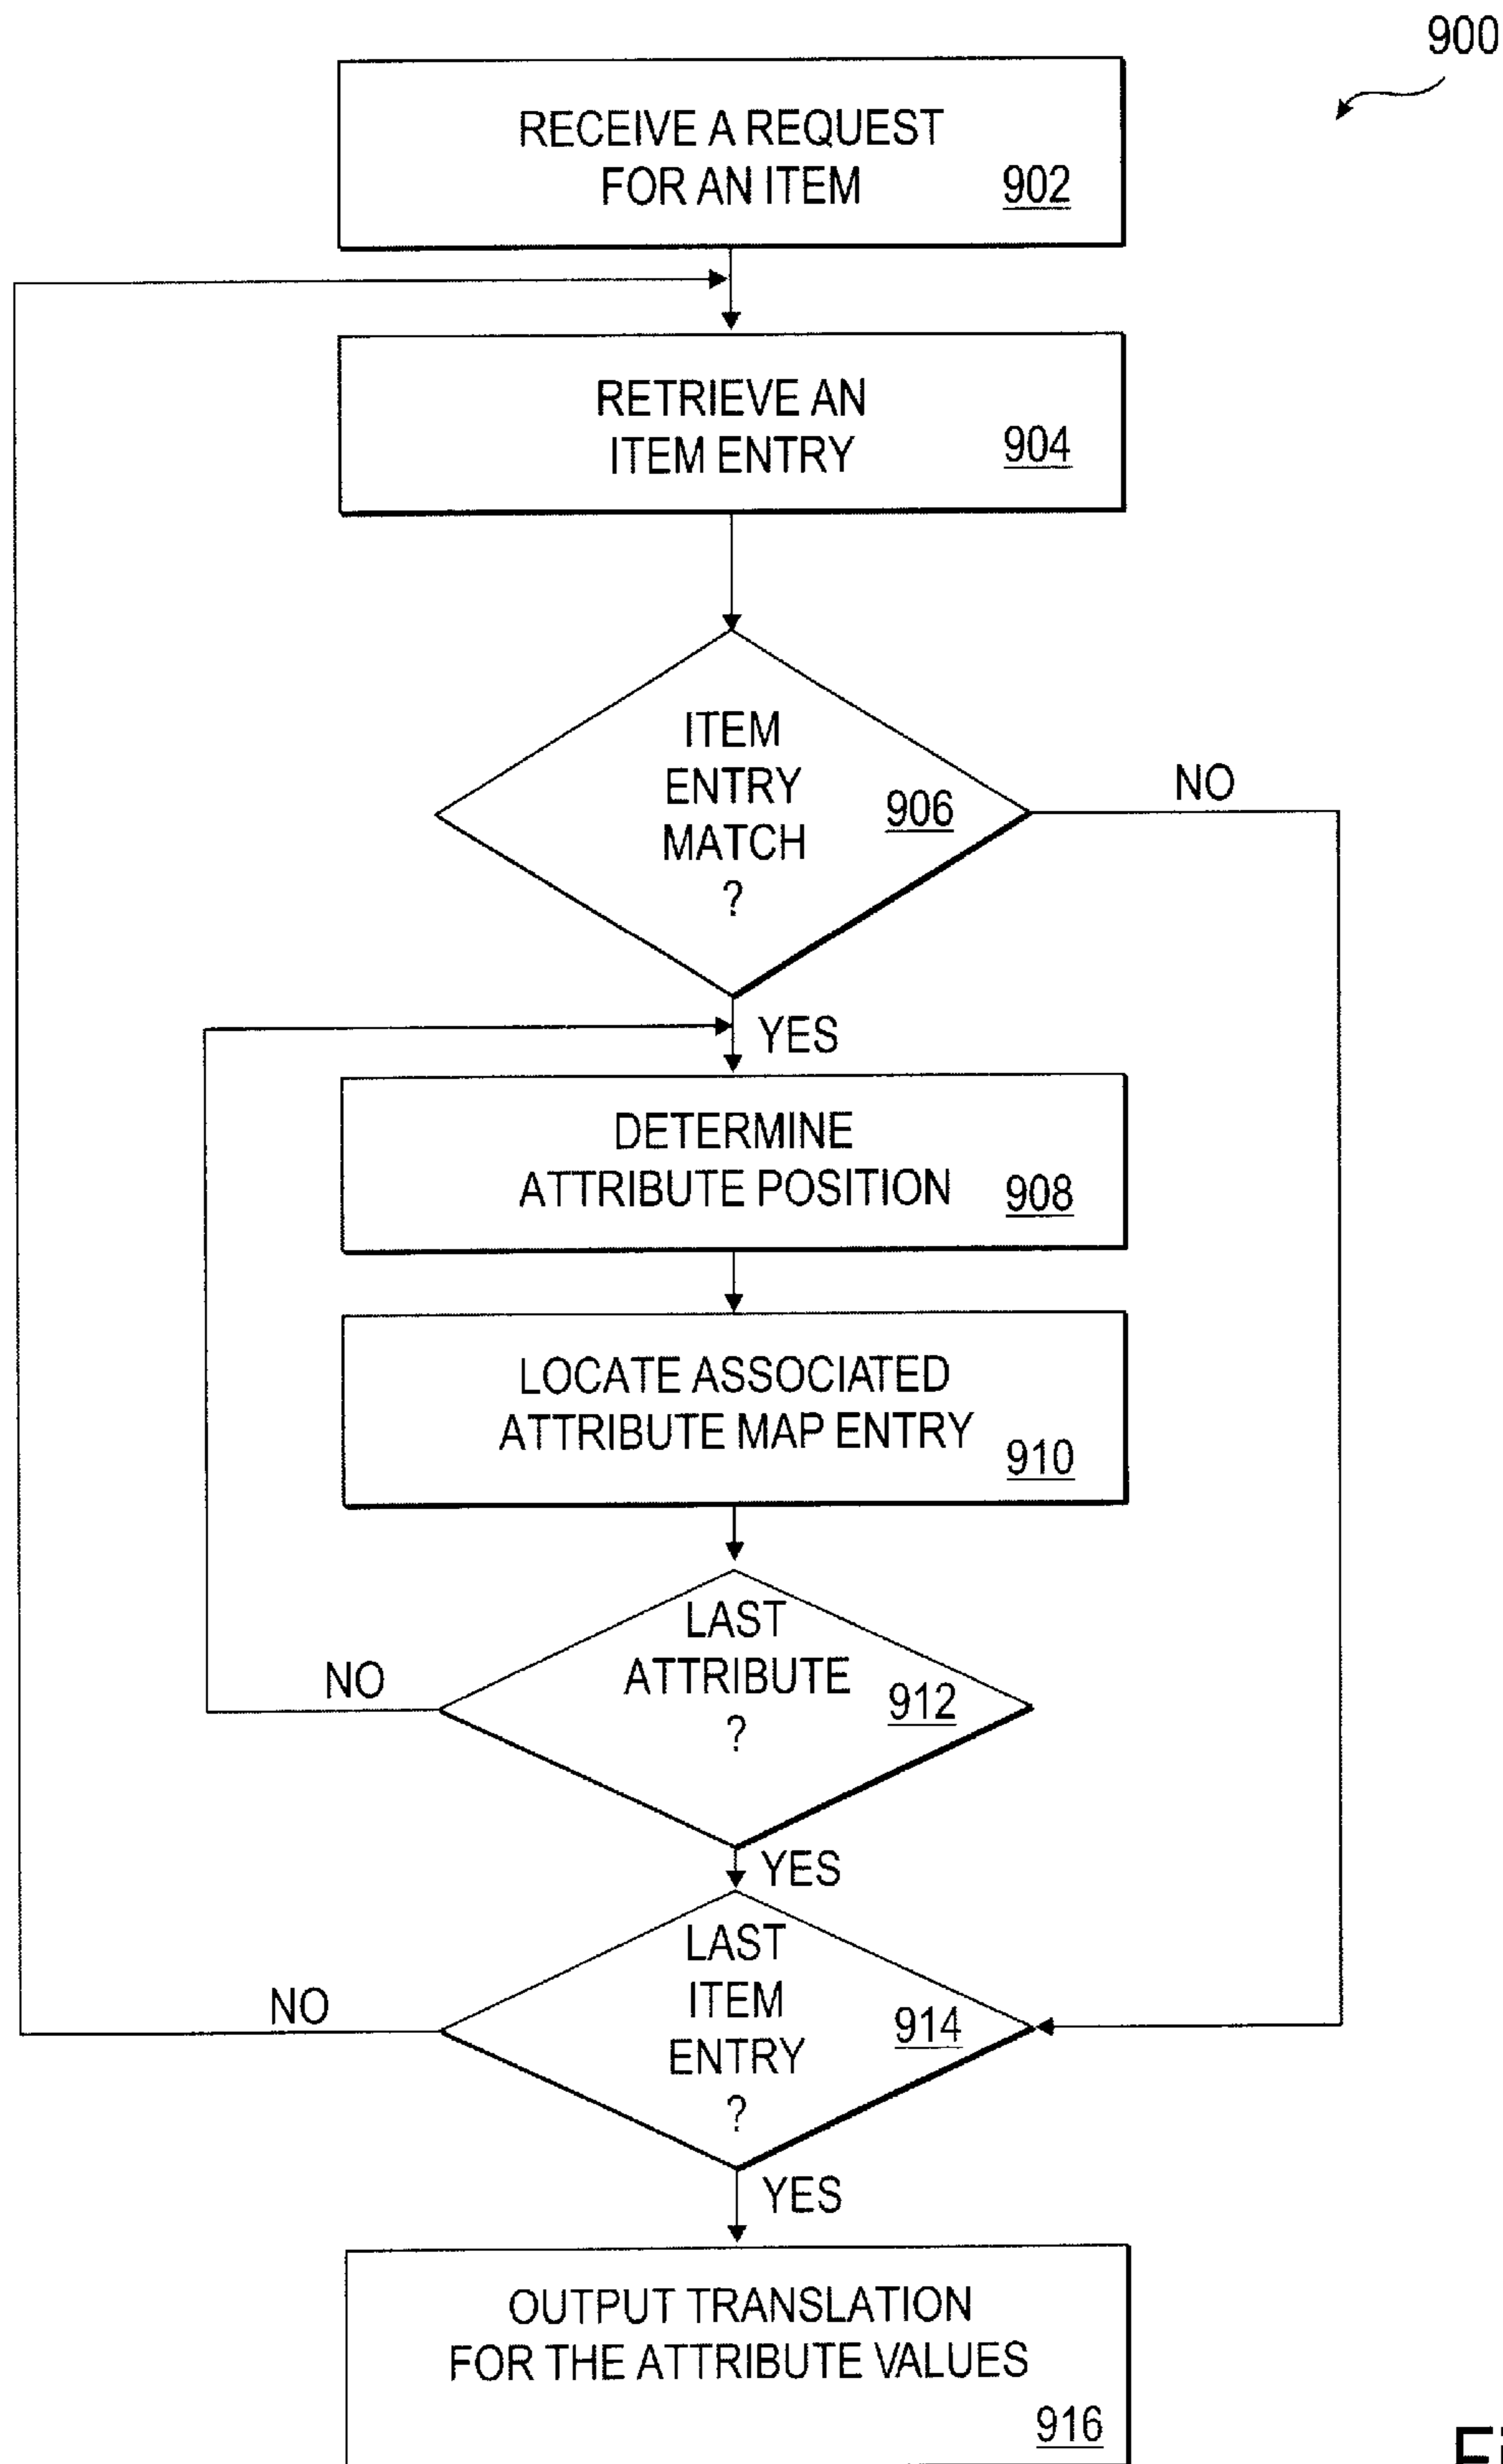 900
RECEIVE A REQUEST
FOR AN ITEM 902
RETRIEVE AN
ITEM ENTRY 904
ITEM
ENTRY
MATCH
?
906
NO
YES
DETERMINE
ATTRIBUTE POSITION 908
LOCATE ASSOCIATED
ATTRIBUTE MAP ENTRY 910
LAST
ATTRIBUTE
?
912
NO
YES
LAST
ITEM
ENTRY
?
914
NO
YES
OUTPUT TRANSLATION
FOR THE ATTRIBUTE VALUES
916